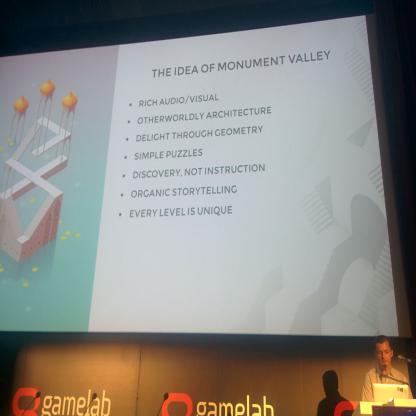 THE IDEA OF MONUMENT VALLEY
• RICH AUDIO/VISUAL
• OTHERWORLDLY ARCHITECTURE
• DELIGHT THROUGH GEOMETRY
• SIMPLE PUZZLES
• DISCOVERY, NOT INSTRUCTION
• ORGANIC STORYTELLING
• EVERY LEVEL IS UNIQUE
gamelab
gamelab